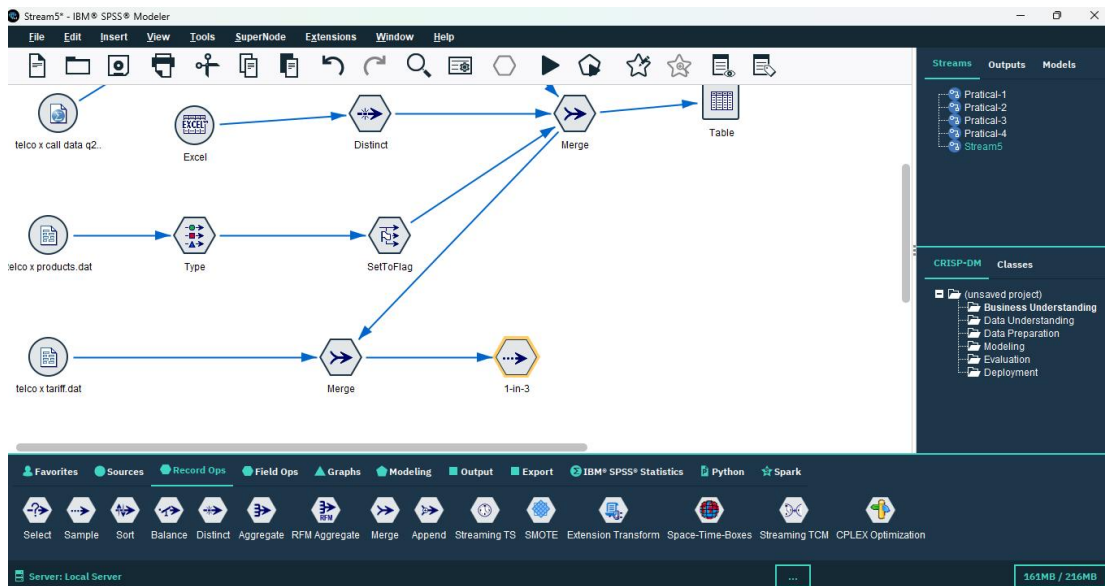 Stream5* - IBM® SPSS® Modeler
File Edit Insert View Tools SuperNode Extensions Window Help
Streams Outputs Models
Pratical-1
Pratical-2
Pratical-3
Pratical-4
Stream5
telco x call data q2..
EXCEL
Excel
Distinct
Merge
Table
elco x products.dat
Type
SetToFlag
telco x tariff.dat
Merge
1-in-3
CRISP-DM Classes
(unsaved project)
Business Understanding
Data Understanding
Data Preparation
Modeling
Evaluation
Deployment
Favorites Sources Record Ops Field Ops Graphs Modeling Output Export IBM® SPSS® Statistics Python Spark
RFM
Select Sample Sort Balance Distinct Aggregate RFM Aggregate Merge Append Streaming TS SMOTE Extension Transform Space-Time-Boxes Streaming TCM CPLEX Optimization
Server: Local Server ... 161MB / 216MB